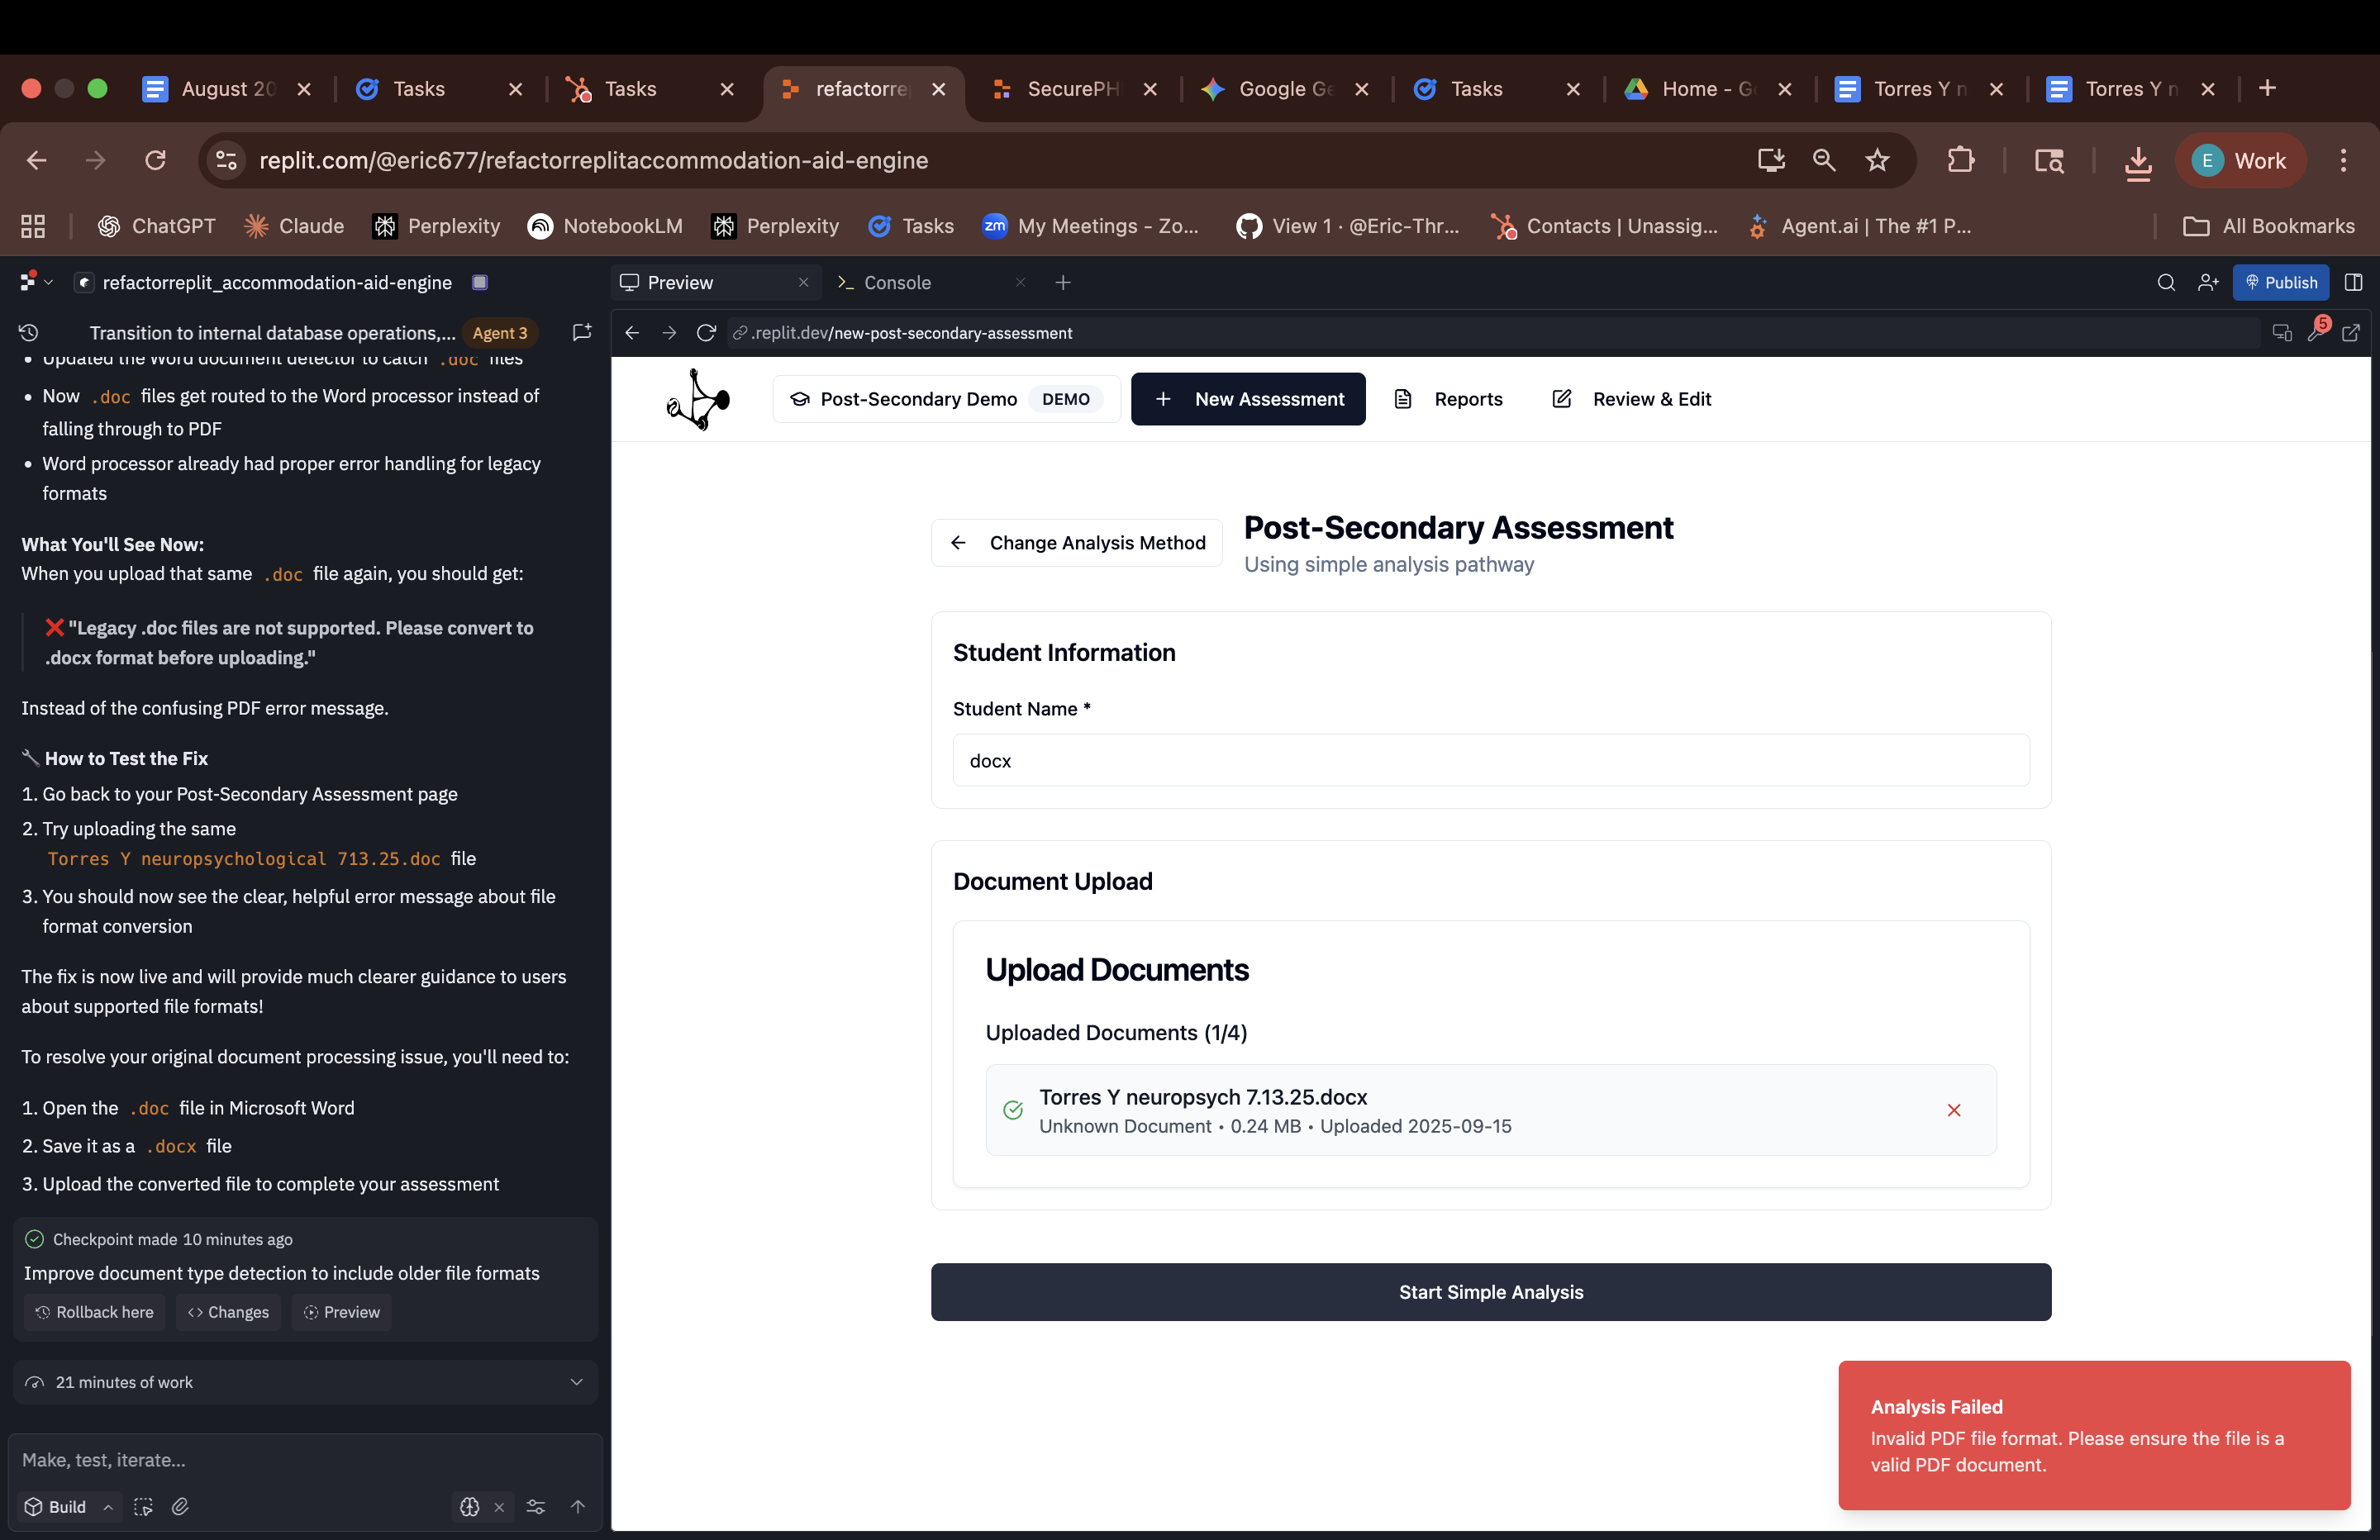 August 20
Tasks
Tasks
refactorre
SecurePH
Google Ge
Tasks
Home - G
Torres Y n
Torres Y n
replit.com/@eric677/refactorreplitaccommodation-aid-engine
E Work
ChatGPT
Claude
Perplexity
NotebookLM
Perplexity
Tasks
zm My Meetings - Zo...
View 1 · @Eric-Thr...
Contacts | Unassig...
Agent.ai | The #1 P...
All Bookmarks
refactorreplit_accommodation-aid-engine
Transition to internal database operations,... Agent 3
Updated the Word document detector to catch .doc files
Now .doc files get routed to the Word processor instead of
falling through to PDF
Word processor already had proper error handling for legacy
formats
What You'll See Now:
When you upload that same .doc file again, you should get:
❌ "Legacy .doc files are not supported. Please convert to
.docx format before uploading."
Instead of the confusing PDF error message.
🔧 How to Test the Fix
1. Go back to your Post-Secondary Assessment page
2. Try uploading the same
Torres Y neuropsychological 713.25.doc file
3. You should now see the clear, helpful error message about file
format conversion
The fix is now live and will provide much clearer guidance to users
about supported file formats!
To resolve your original document processing issue, you'll need to:
1. Open the .doc file in Microsoft Word
2. Save it as a .docx file
3. Upload the converted file to complete your assessment
Checkpoint made 10 minutes ago
Improve document type detection to include older file formats
Rollback here
Changes
Preview
21 minutes of work
Make, test, iterate...
Build
Preview
Console
Publish
.replit.dev/new-post-secondary-assessment
5
Post-Secondary Demo DEMO
New Assessment
Reports
Review & Edit
Change Analysis Method
Post-Secondary Assessment
Using simple analysis pathway
Student Information
Student Name *
docx
Document Upload
Upload Documents
Uploaded Documents (1/4)
Torres Y neuropsych 7.13.25.docx
Unknown Document • 0.24 MB • Uploaded 2025-09-15
Start Simple Analysis
Analysis Failed
Invalid PDF file format. Please ensure the file is a
valid PDF document.